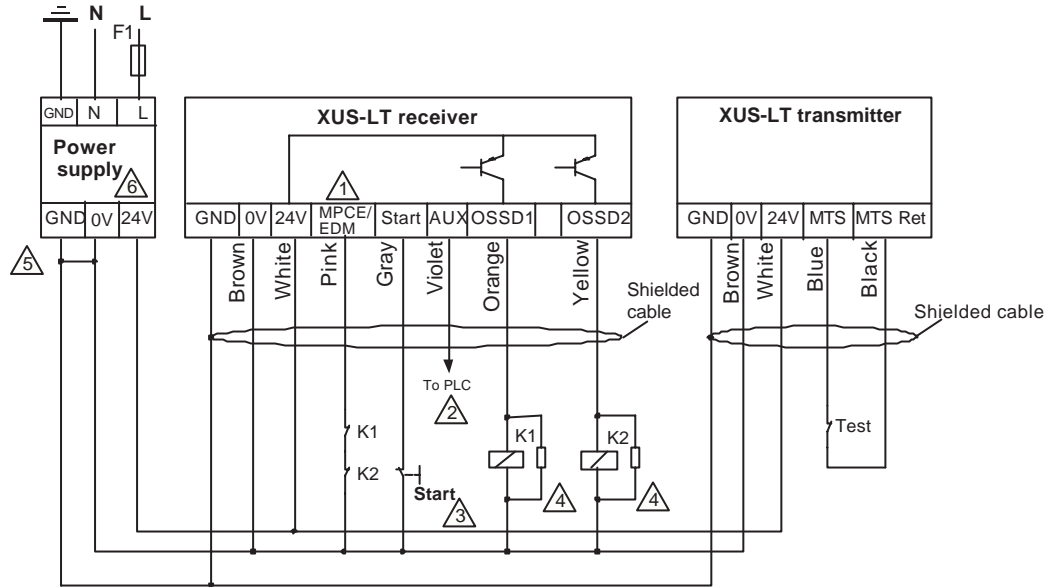 N L
F1
GND N L
Power
supply
6
GND 0V 24V
5
XUS-LT receiver
1
GND 0V 24V MPCE/
EDM Start AUX OSSD1 OSSD2
Brown
White
Pink
Gray
Violet
Orange
Yellow
Shielded
cable
To PLC
2
K1
K2
Start
3
K1
4
K2
4
XUS-LT transmitter
GND 0V 24V MTS MTS Ret
Brown
White
Blue
Black
Shielded cable
Test